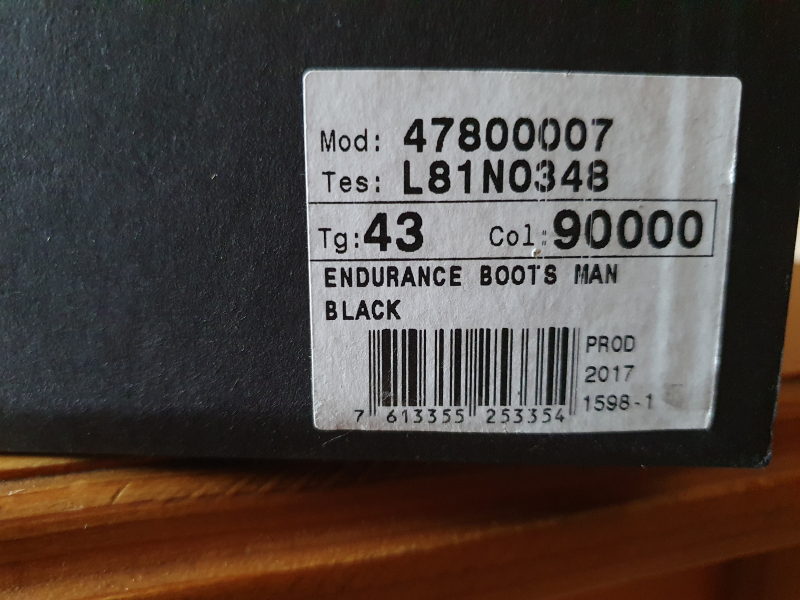 Mod: 47800007
Tes: L81N0348
Tg:43 Col:90000
ENDURANCE BOOTS MAN
BLACK
PROD
2017
1598-1
7 613355 253354